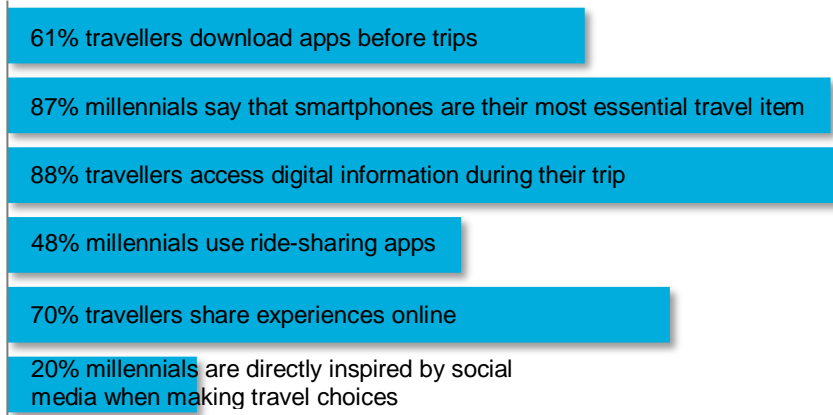 61% travellers download apps before trips
87% millennials say that smartphones are their most essential travel item
88% travellers access digital information during their trip
48% millennials use ride-sharing apps
70% travellers share experiences online
20% millennials are directly inspired by social
media when making travel choices